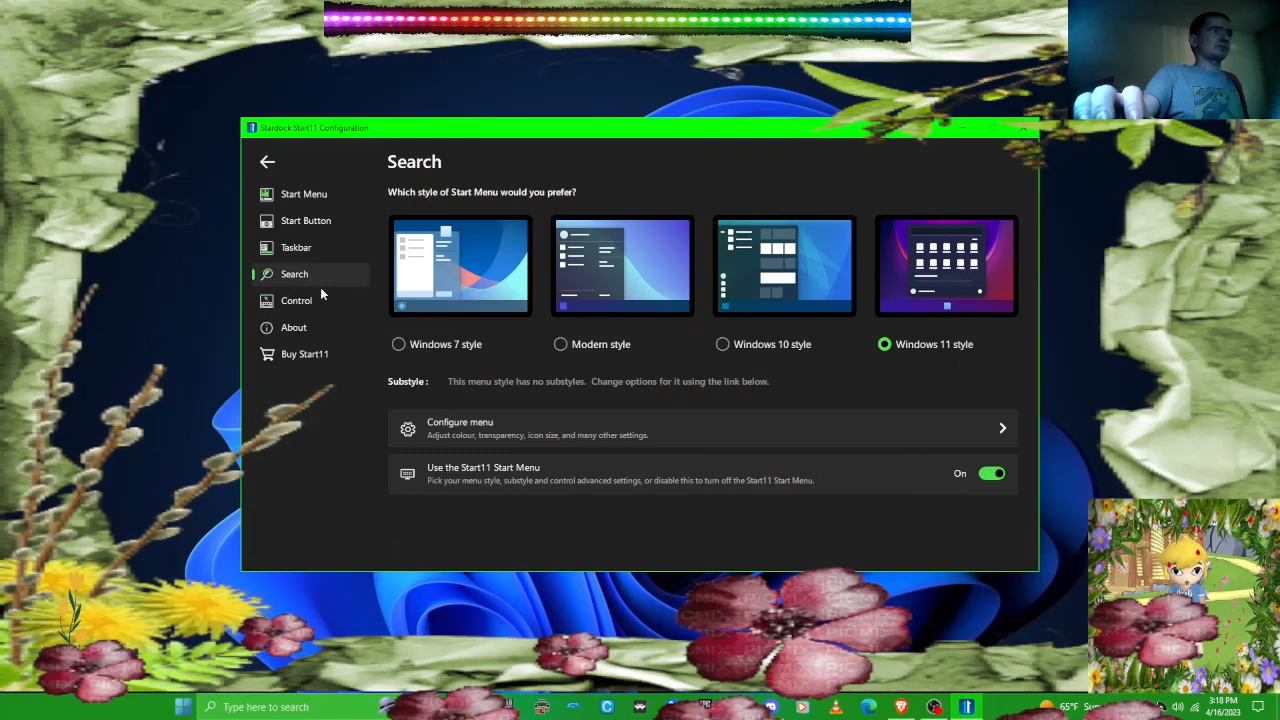 Stardock Start11 Configuration
Search
Which style of Start Menu would you prefer?
Start Menu
Start Button
Taskbar
Search
Control
About
Buy Start11
Windows 7 style
Modern style
Windows 10 style
Windows 11 style
Substyle :
This menu style has no substyles. Change options for it using the link below.
Configure menu
Adjust colour, transparency, icon size, and many other settings.
Use the Start11 Start Menu
On
Pick your menu style, substyle and control advanced settings, or disable this to turn off the Start11 Start Menu.
Type here to search
65°F
3:18 PM
4/16/2023